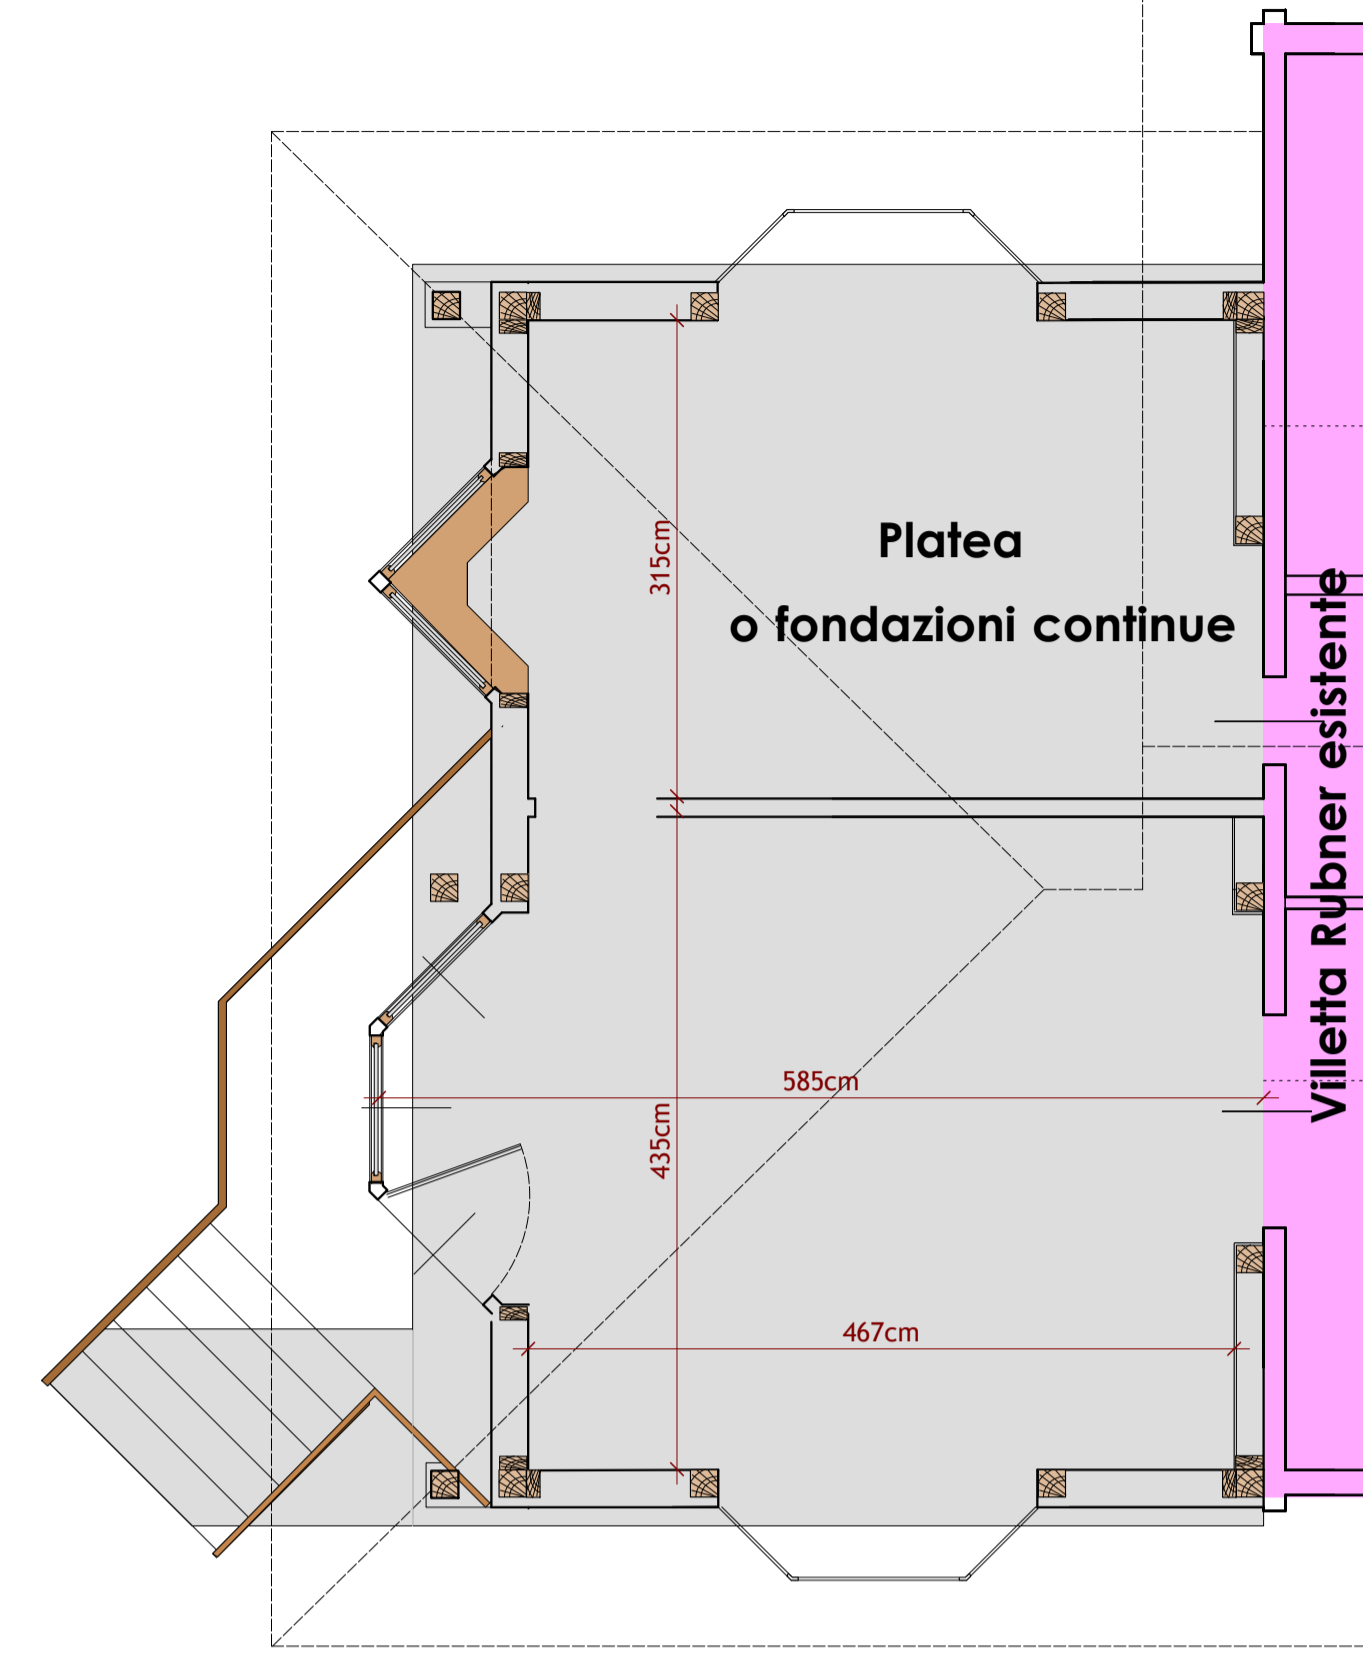 Platea
o fondazioni continue
315cm
Villetta Rubner esistente
585cm
435cm
467cm